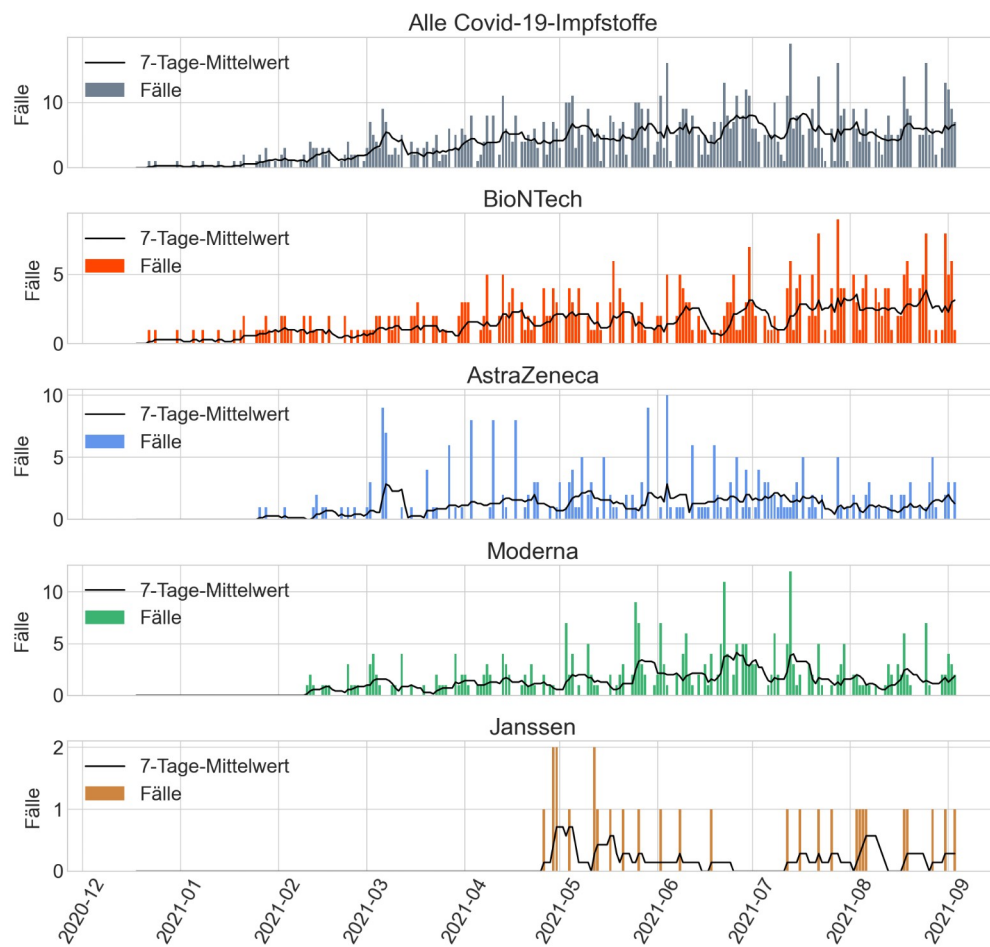 Alle Covid-19-Impfstoffe
Fälle
10
0
7-Tage-Mittelwert
Fälle
BioNTech
Fälle
5
0
7-Tage-Mittelwert
Fälle
AstraZeneca
Fälle
10
5
0
7-Tage-Mittelwert
Fälle
Moderna
Fälle
10
5
0
7-Tage-Mittelwert
Fälle
Janssen
Fälle
2
1
0
7-Tage-Mittelwert
Fälle
2020-12
2021-01
2021-02
2021-03
2021-04
2021-05
2021-06
2021-07
2021-08
2021-09